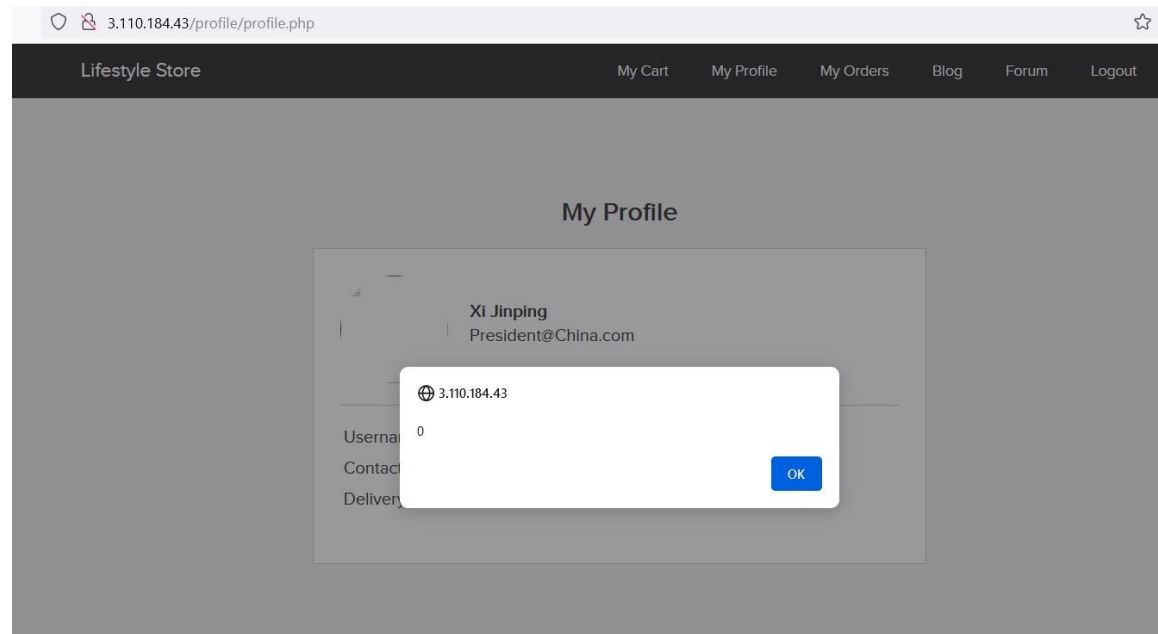 3.110.184.43/profile/profile.php
Lifestyle Store My Cart My Profile My Orders Blog Forum Logout
My Profile
Xi Jinping
President@China.com
3.110.184.43
0
OK
Contact